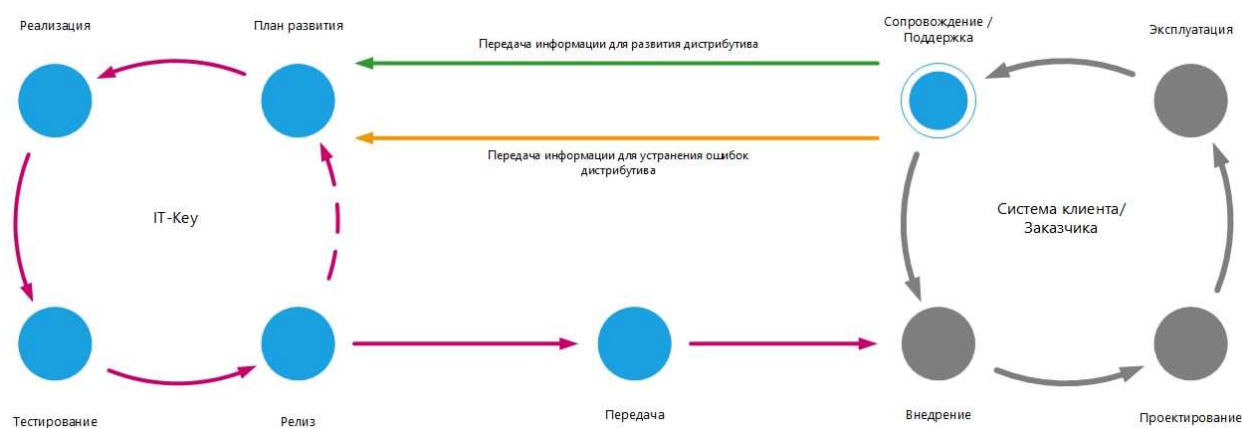 Реализация
План развития
Передача информации для развития дистрибутива
Сопровождение /
Поддержка
Эксплуатация
Передача информации для устранения ошибок
дистрибутива
IT-Key
Система клиента/
Заказчика
Тестирование
Релиз
Передача
Внедрение
Проектирование